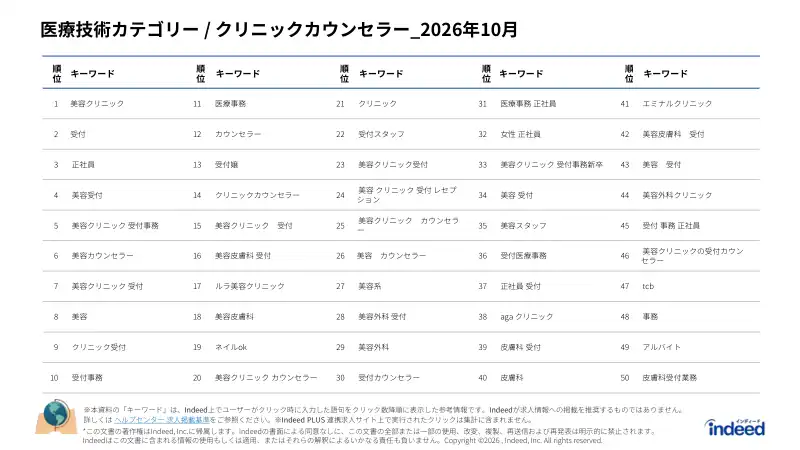 医療技術カテゴリー / クリニックカウンセラー_2026年10月
順位 キーワード 順位 キーワード 順位 キーワード 順位 キーワード 順位 キーワード
1 美容クリニック 11 医療事務 21 クリニック 31 医療事務 正社員 41 エミナルクリニック
2 受付 12 カウンセラー 22 受付スタッフ 32 女性 正社員 42 美容皮膚科　受付
3 正社員 13 受付嬢 23 美容クリニック受付 33 美容クリニック 受付事務新卒 43 美容　受付
4 美容受付 14 クリニックカウンセラー 24 美容 クリニック 受付 レセプション 34 美容 受付 44 美容外科クリニック
5 美容クリニック 受付事務 15 美容クリニック　受付 25 美容クリニック　カウンセラー 35 美容スタッフ 45 受付 事務 正社員
6 美容カウンセラー 16 美容皮膚科 受付 26 美容　カウンセラー 36 受付医療事務 46 美容クリニックの受付カウンセラー
7 美容クリニック 受付 17 ルラ美容クリニック 27 美容系 37 正社員 受付 47 tcb
8 美容 18 美容皮膚科 28 美容外科 受付 38 aga クリニック 48 事務
9 クリニック受付 19 ネイルok 29 美容外科 39 皮膚科 受付 49 アルバイト
10 受付事務 20 美容クリニック カウンセラー 30 受付カウンセラー 40 皮膚科 50 皮膚科受付業務
※本資料の「キーワード」は、Indeed上でユーザーがクリック時に入力した語句をクリック数降順に表示した参考情報です。Indeedが求人情報への掲載を推奨するものではありません。
詳しくは ヘルプセンター 求人掲載基準をご参照ください。※Indeed PLUS 連携求人サイト上で実行されたクリックは集計に含まれません。
*この文書の著作権はIndeed, Inc.に帰属します。Indeedの書面による同意なしに、この文書の全部または一部の使用、改変、複製、再送信および再発表は明示的に禁止されます。
Indeedはこの文書に含まれる情報の使用もしくは適用、またはそれらの解釈によるいかなる責任も負いません。Copyright ©2026 , Indeed, Inc. All rights reserved.
インディード
indeed